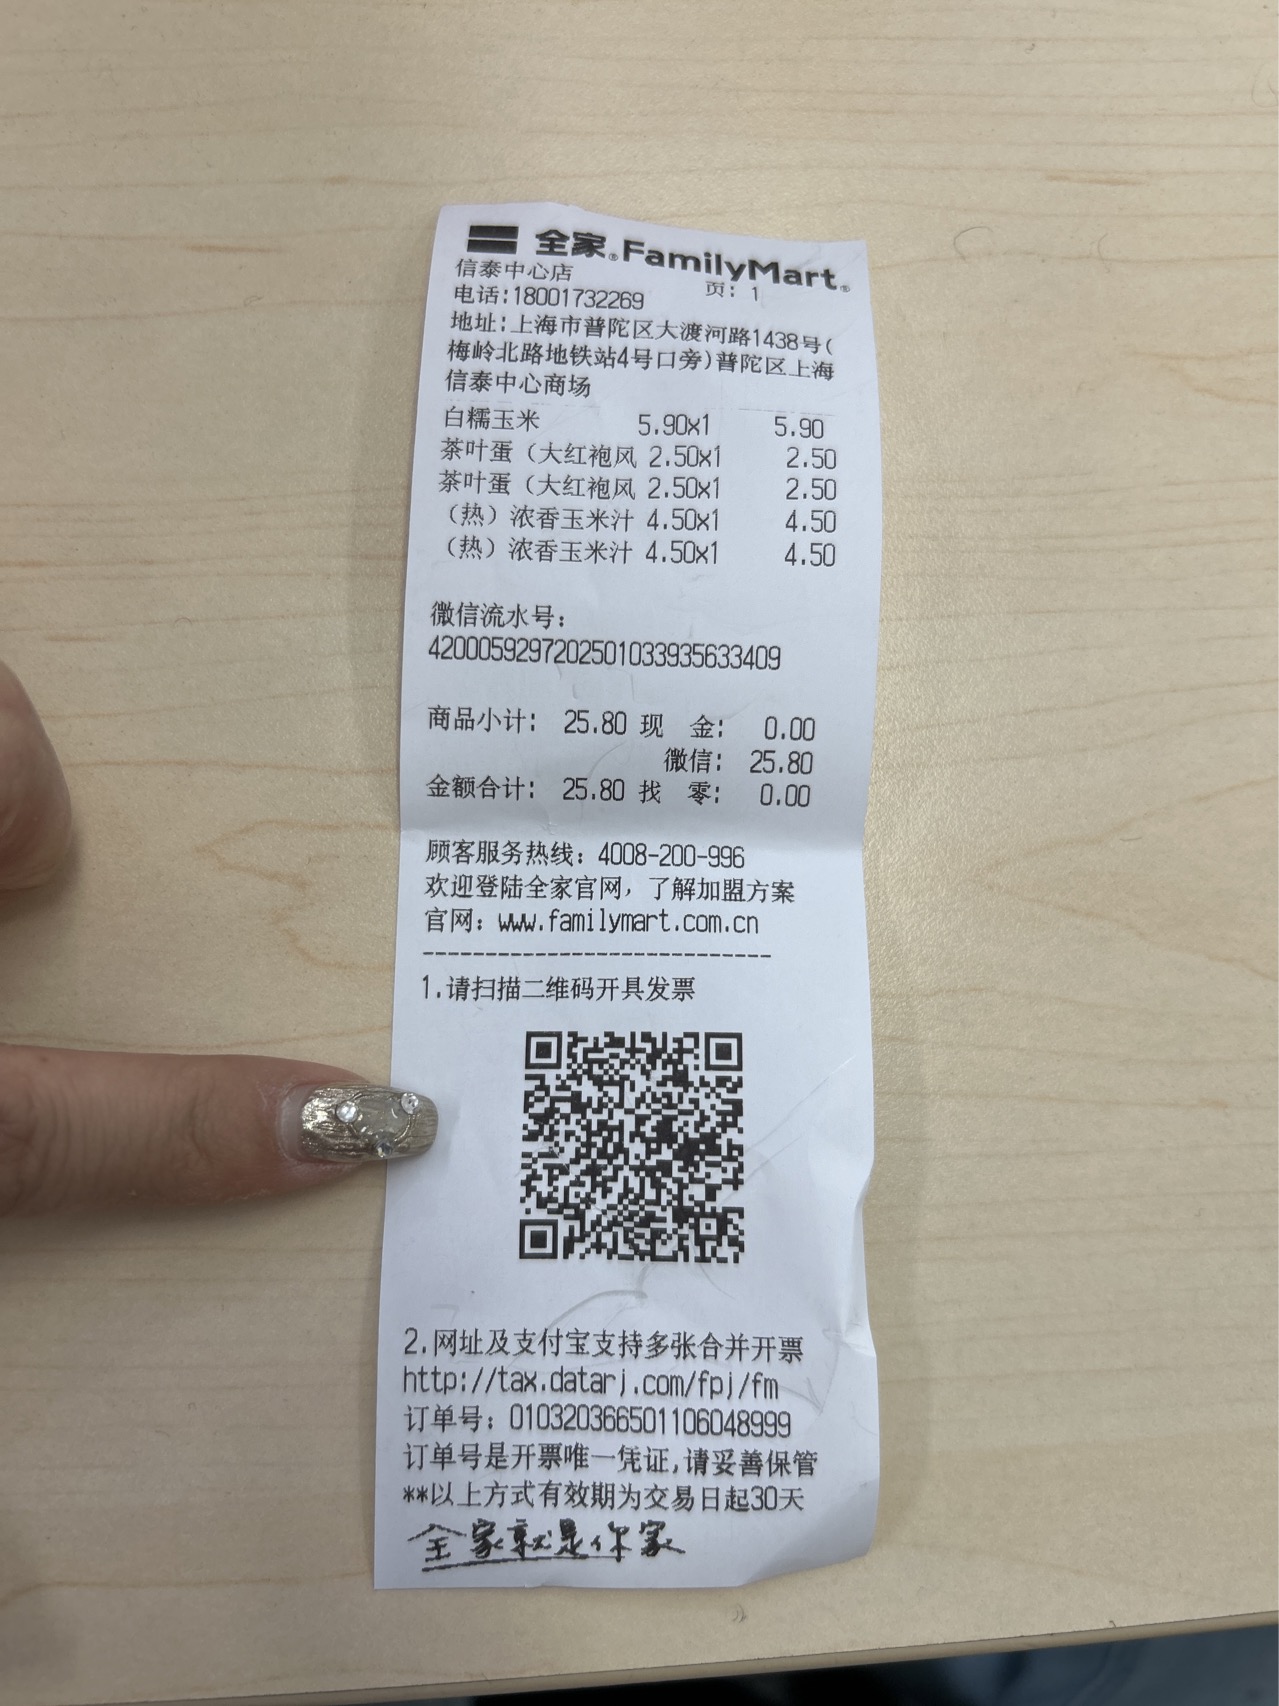 全家®FamilyMart®
信泰中心店 页: 1
电话:18001732269
地址:上海市普陀区大渡河路1438号(
梅岭北路地铁站4号口旁)普陀区上海
信泰中心商场
白糯玉米 5.90x1 5.90
茶叶蛋（大红袍风 2.50x1 2.50
茶叶蛋（大红袍风 2.50x1 2.50
（热）浓香玉米汁 4.50x1 4.50
（热）浓香玉米汁 4.50x1 4.50
微信流水号:
4200059297202501033935633409
商品小计: 25.80 现 金: 0.00
微信: 25.80
金额合计: 25.80 找 零: 0.00
顾客服务热线: 4008-200-996
欢迎登陆全家官网，了解加盟方案
官网: www.familymart.com.cn
---------------------------
1.请扫描二维码开具发票
2.网址及支付宝支持多张合并开票
http://tax.datarj.com/fpj/fm
订单号: 0103203665011060489​99
订单号是开票唯一凭证,请妥善保管
**以上方式有效期为交易日起30天
全家就是你家